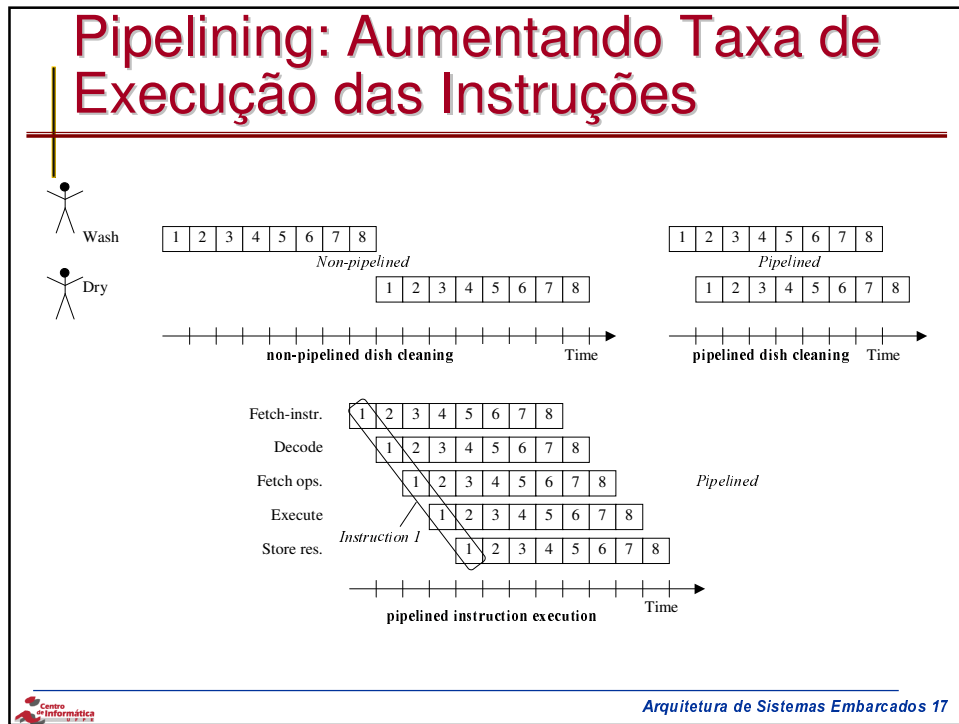 Pipelining: Aumentando Taxa de
Execução das Instruções
Wash
1 2 3 4 5 6 7 8
Non-pipelined
Dry
1 2 3 4 5 6 7 8
non-pipelined dish cleaning
Time
1 2 3 4 5 6 7 8
Pipelined
1 2 3 4 5 6 7 8
pipelined dish cleaning
Time
Fetch-instr.
1 2 3 4 5 6 7 8
Decode
1 2 3 4 5 6 7 8
Fetch ops.
1 2 3 4 5 6 7 8
Pipelined
Execute
1 2 3 4 5 6 7 8
Instruction 1
Store res.
1 2 3 4 5 6 7 8
Time
pipelined instruction execution
Centro
de Informática
UFPE
Arquitetura de Sistemas Embarcados 17